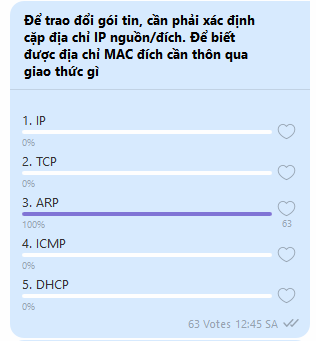 Để trao đổi gói tin, cần phải xác định
cặp địa chỉ IP nguồn/đích. Để biết
được địa chỉ MAC đích cần thôn qua
giao thức gì
1. IP
0%
2. TCP
0%
3. ARP
100%
63
4. ICMP
0%
5. DHCP
0%
63 Votes 12:45 SA